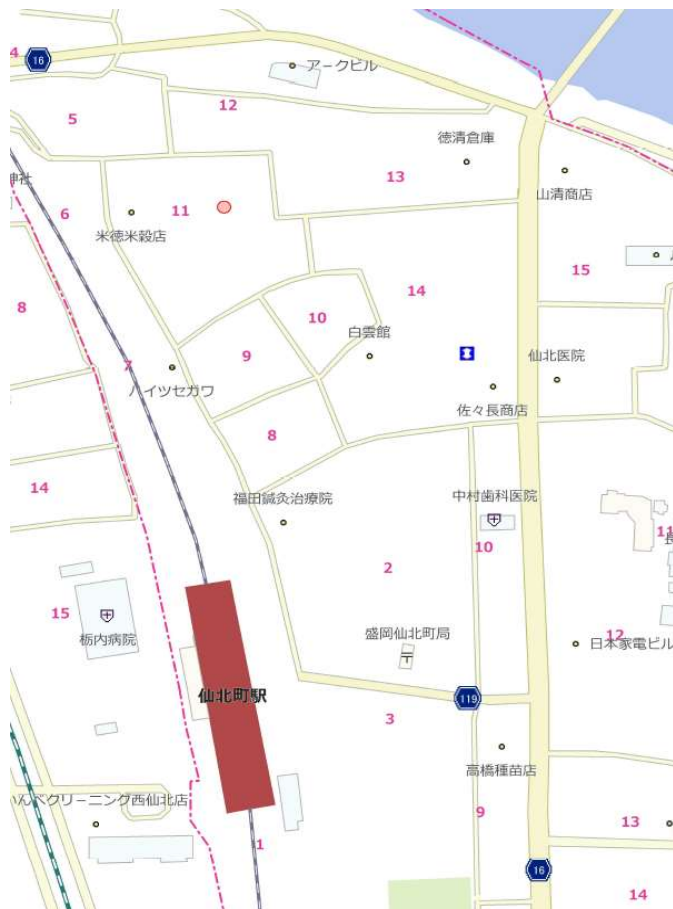 4
16
アークビル
12
5
徳清倉庫
13
神社
山清商店
6
11
米徳米穀店
14
15
8
10
白雲館
9
仙北医院
7
ハイツセガワ
佐々長商店
8
14
福田鍼灸治療院
中村歯科医院
11
10
2
15
栃内病院
盛岡仙北町局
12
日本家電ビル
仙北町駅
119
3
高橋種苗店
んべクリーニング西仙北店
9
13
1
16
14